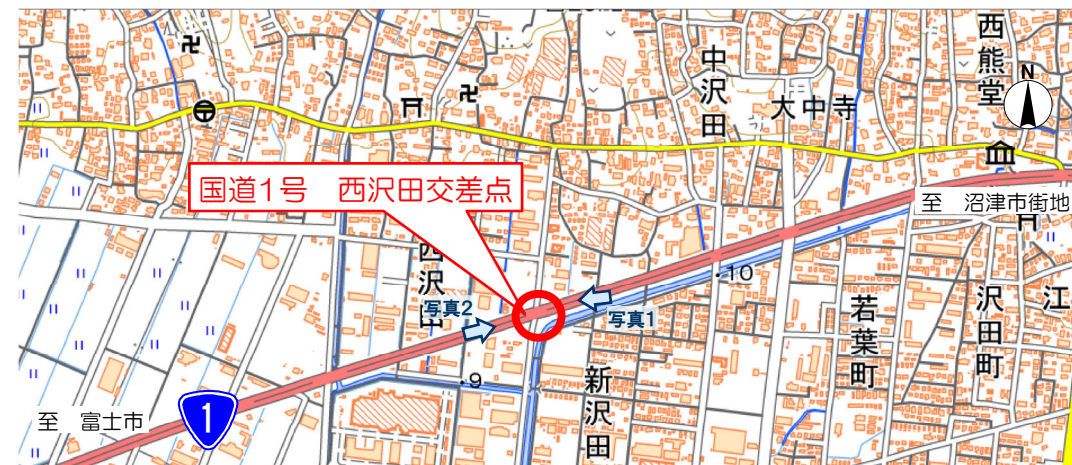 西熊堂
中沢田
大中寺
N
国道1号 西沢田交差点
至 沼津市街地
西沢田
・10
写真2
写真1
江
沢田町
若葉町
新沢田
・9
1
至 富士市